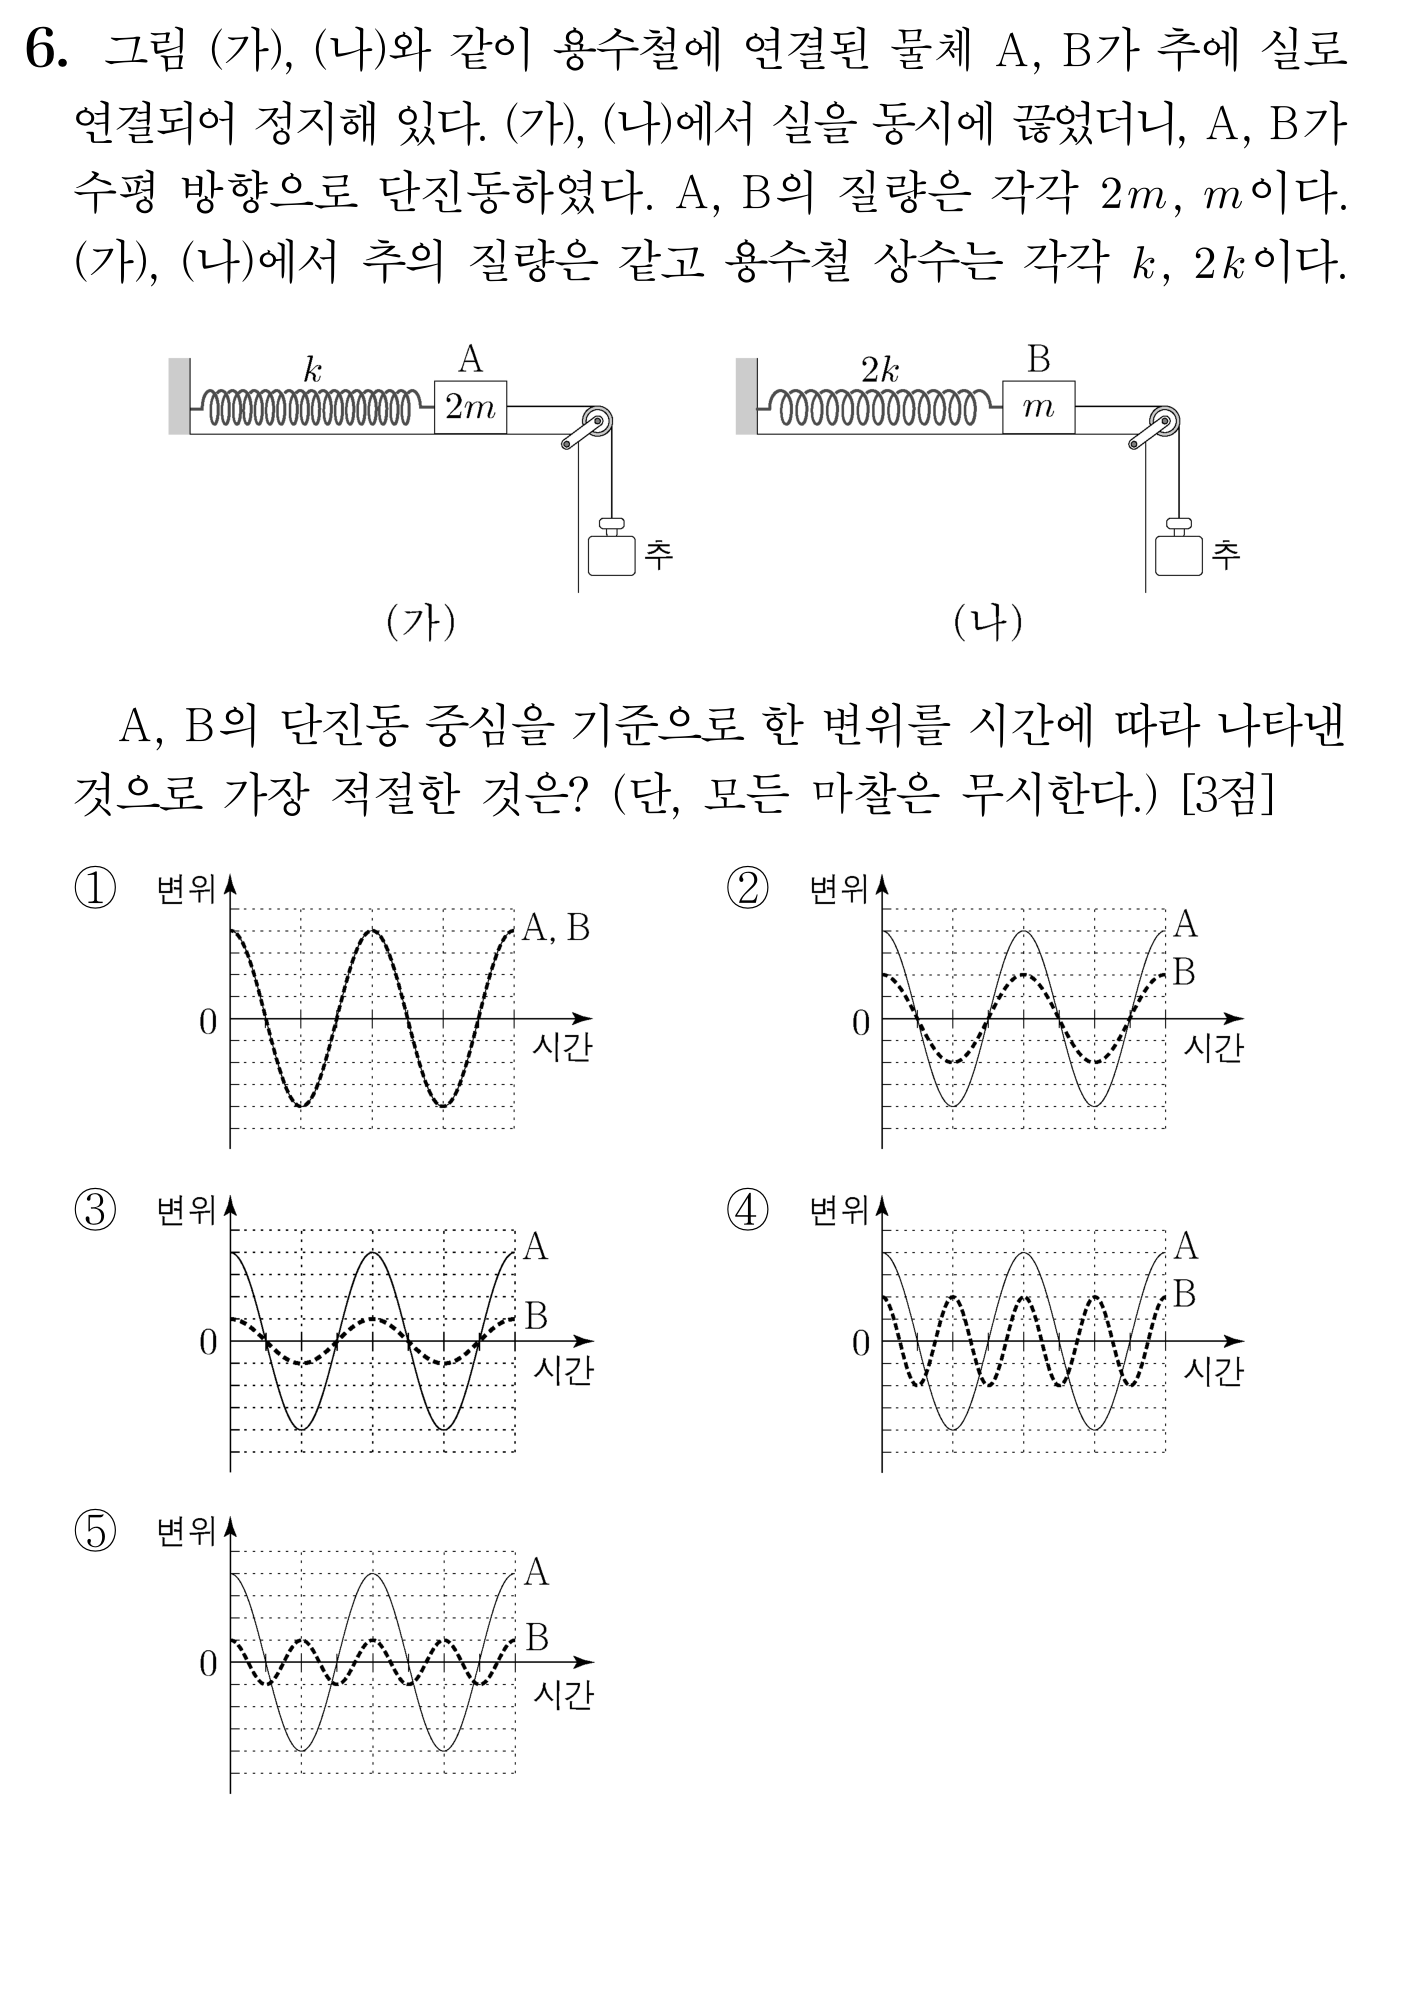 6. 그림 (가), (나)와 같이 용수철에 연결된 물체 A, B가 추에 실로
연결되어 정지해 있다. (가), (나)에서 실을 동시에 끊었더니, A, B가
수평 방향으로 단진동하였다. A, B의 질량은 각각 2m, m이다.
(가), (나)에서 추의 질량은 같고 용수철 상수는 각각 k, 2k이다.
k A 2k B
2m m
추 추
(가) (나)
A, B의 단진동 중심을 기준으로 한 변위를 시간에 따라 나타낸
것으로 가장 적절한 것은? (단, 모든 마찰은 무시한다.) [3점]
① 변위 A, B 0 시간
② 변위 A B 0 시간
③ 변위 A B 0 시간
④ 변위 A B 0 시간
⑤ 변위 A B 0 시간